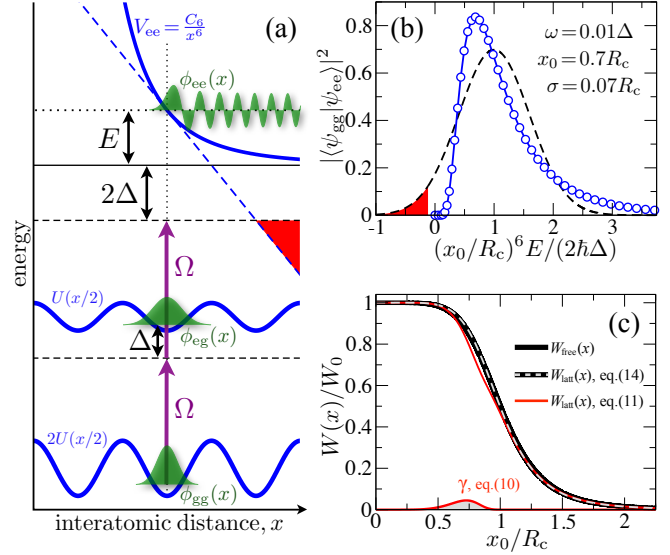 V_ee = C_6/x^6
(a)
ϕ_ee(x)
E
2Δ
Ω
U(x/2)
ϕ_eg(x)
Δ
Ω
2U(x/2)
ϕ_gg(x)
energy
interatomic distance, x
(b)
ω=0.01Δ
x_0=0.7R_c
σ=0.07R_c
|⟨ψ_gg|ψ_ee⟩|^2
0.8
0.6
0.4
0.2
0
-1 0 1 2 3
(x_0/R_c)^6 E/(2ħΔ)
(c)
W_free(x)
W_latt(x), eq.(14)
W_latt(x), eq.(11)
γ, eq.(10)
W(x)/W_0
1
0.8
0.6
0.4
0.2
0
0 0.5 1 1.5 2
x_0/R_c